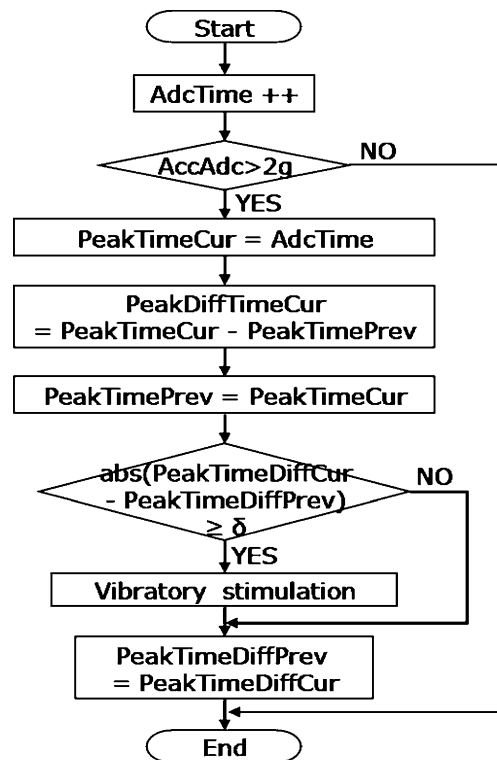 Start
AdcTime ++
AccAdc>2g
NO
YES
PeakTimeCur = AdcTime
PeakDiffTimeCur
= PeakTimeCur - PeakTimePrev
PeakTimePrev = PeakTimeCur
abs(PeakTimeDiffCur
- PeakTimeDiffPrev)
≥ δ
NO
YES
Vibratory stimulation
PeakTimeDiffPrev
= PeakTimeDiffCur
End